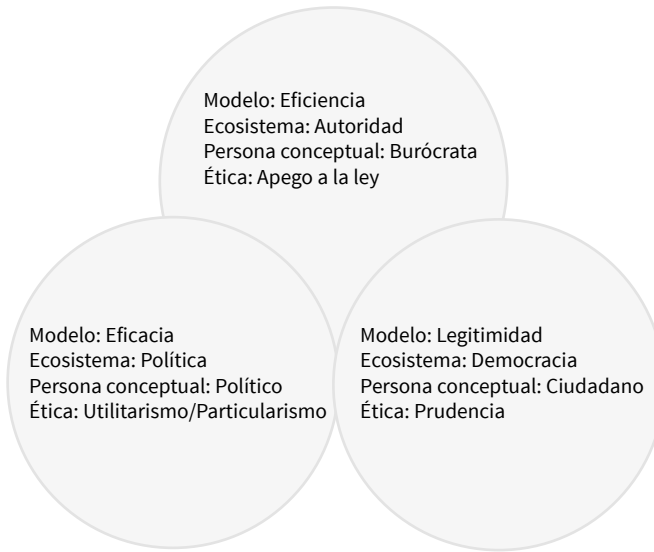 Modelo: Eficiencia
Ecosistema: Autoridad
Persona conceptual: Burócrata
Ética: Apego a la ley
Modelo: Eficacia
Ecosistema: Política
Persona conceptual: Político
Ética: Utilitarismo/Particularismo
Modelo: Legitimidad
Ecosistema: Democracia
Persona conceptual: Ciudadano
Ética: Prudencia